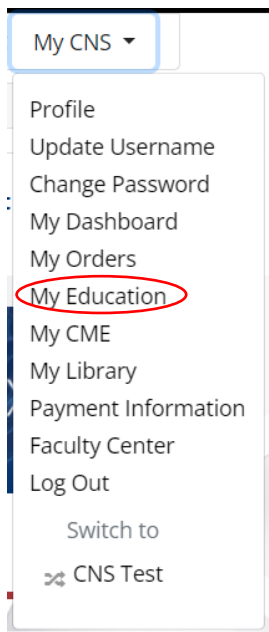 My CNS
Profile
Update Username
Change Password
My Dashboard
My Orders
My Education
My CME
My Library
Payment Information
Faculty Center
Log Out
Switch to
CNS Test